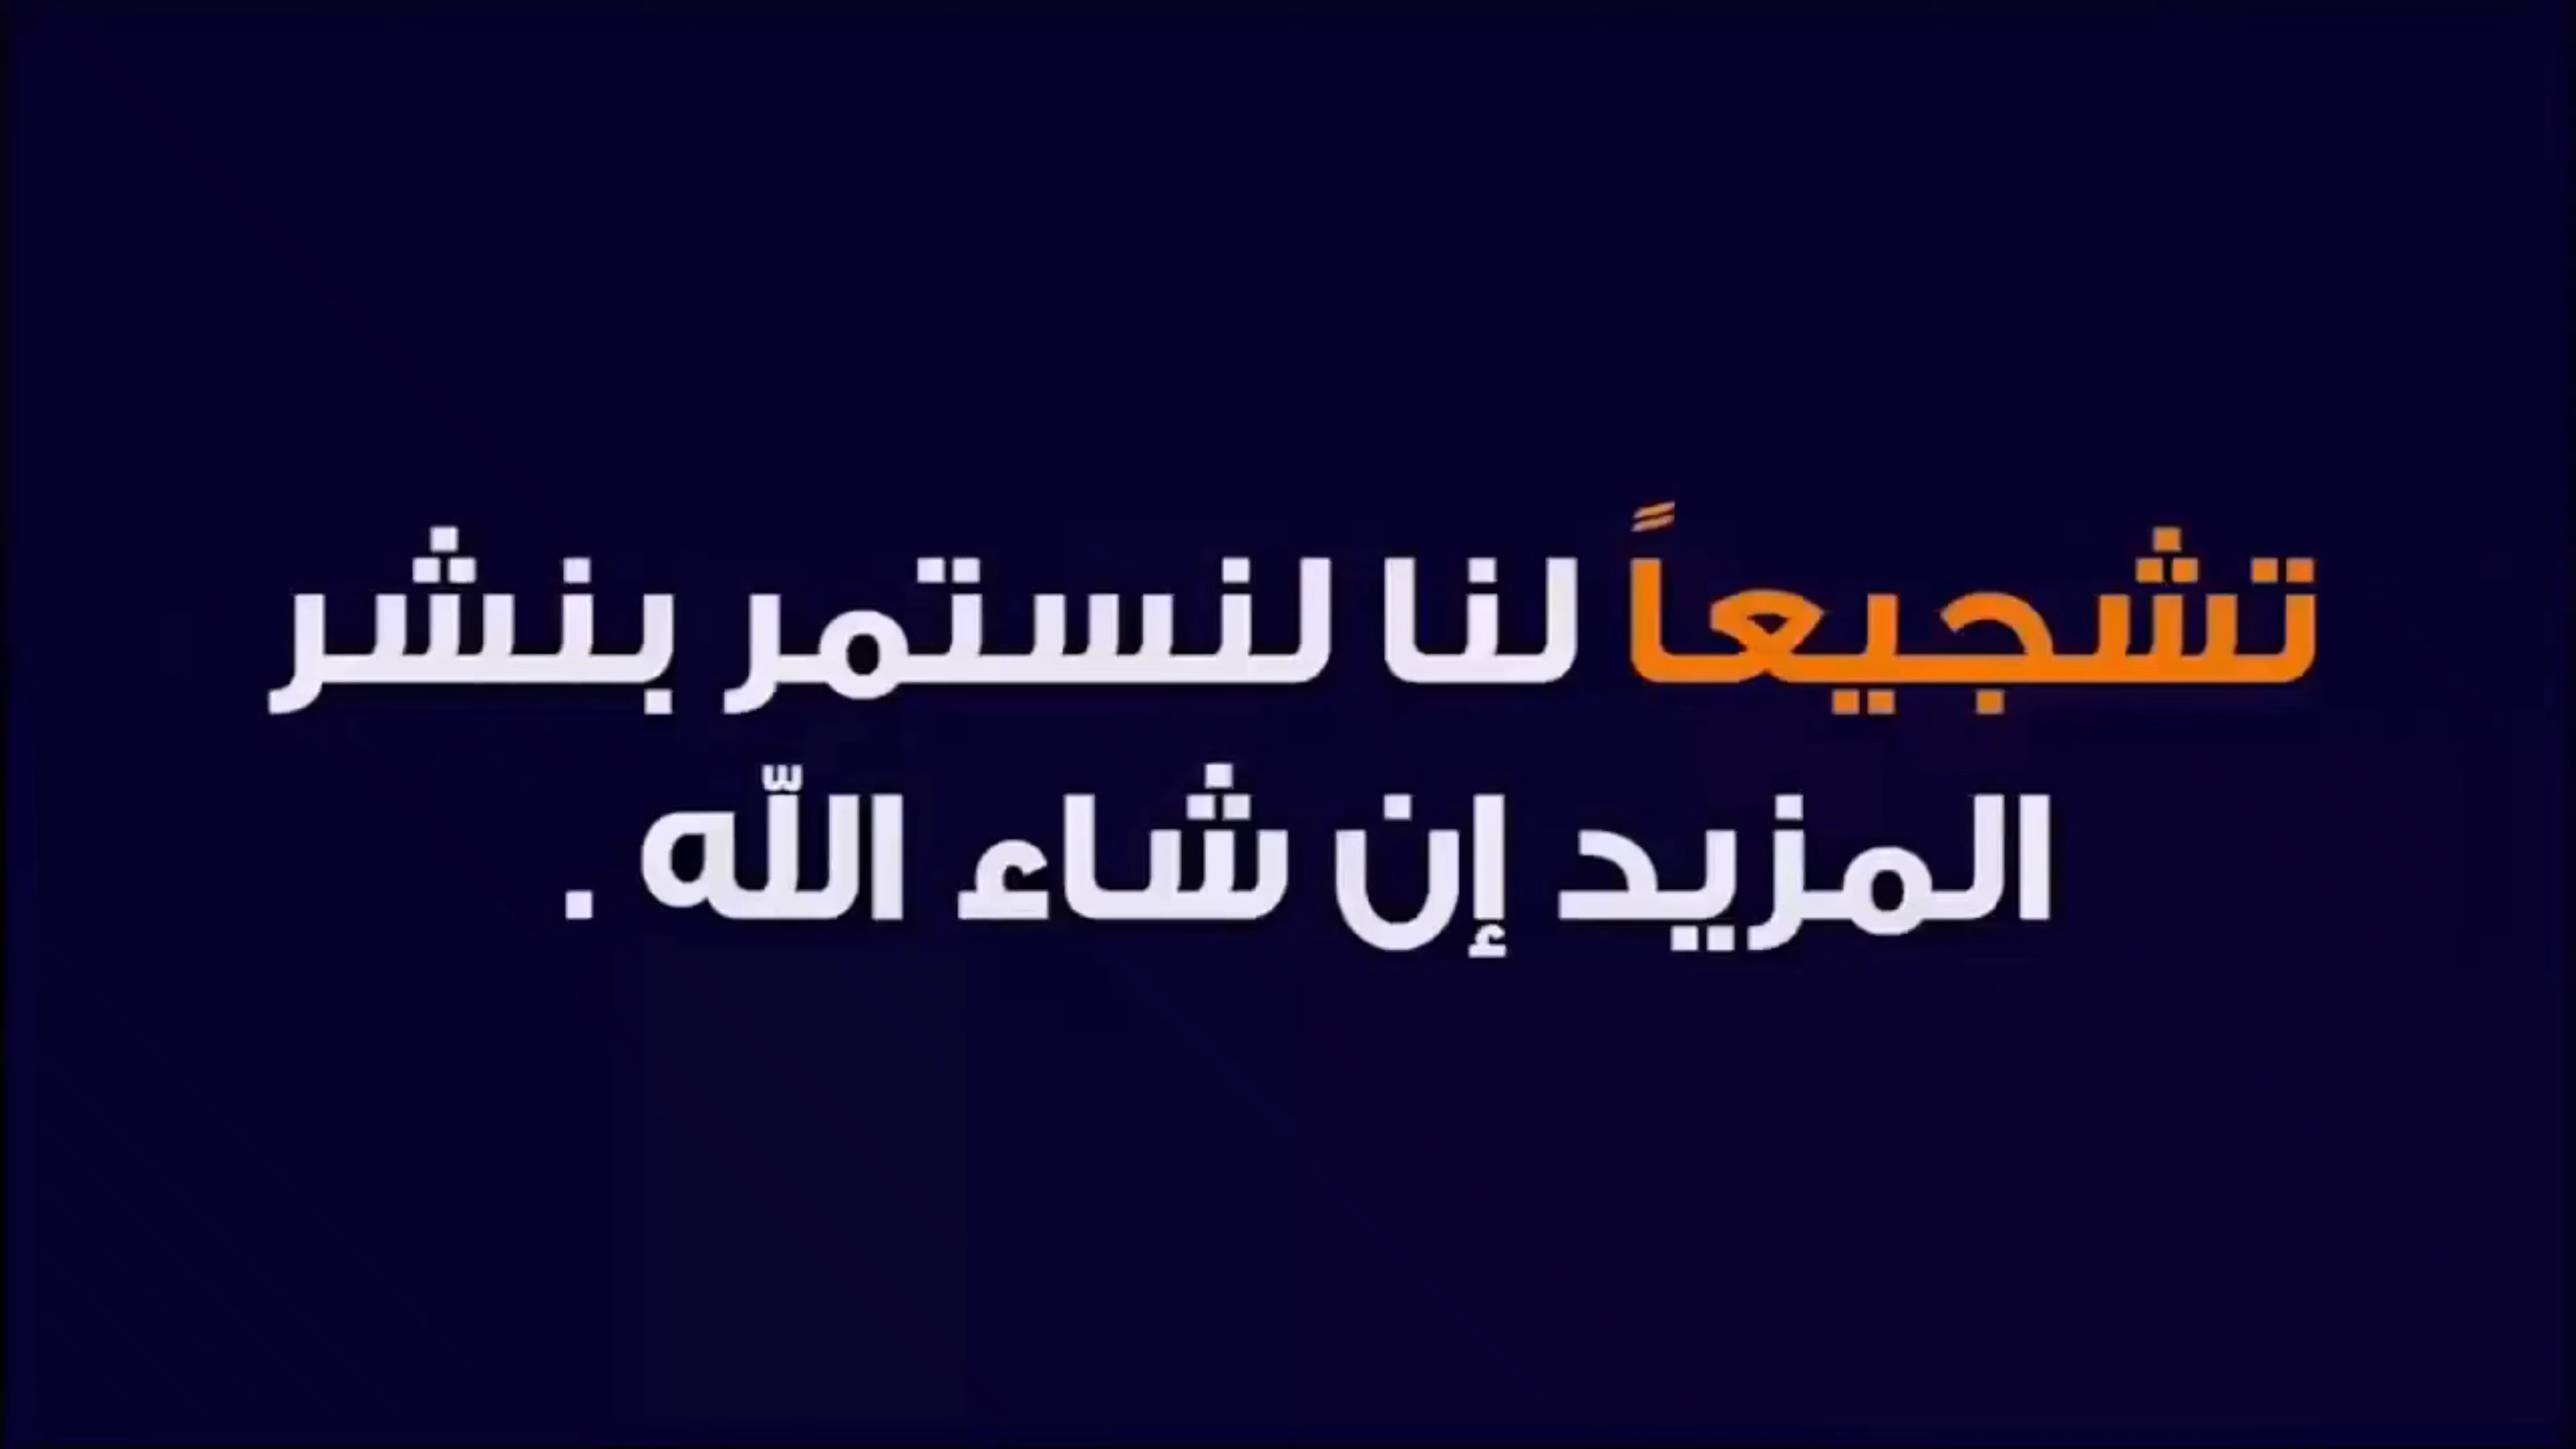 تشجيعاً لنا لنستمر بنشر
المزيد إن شاء اللّه .